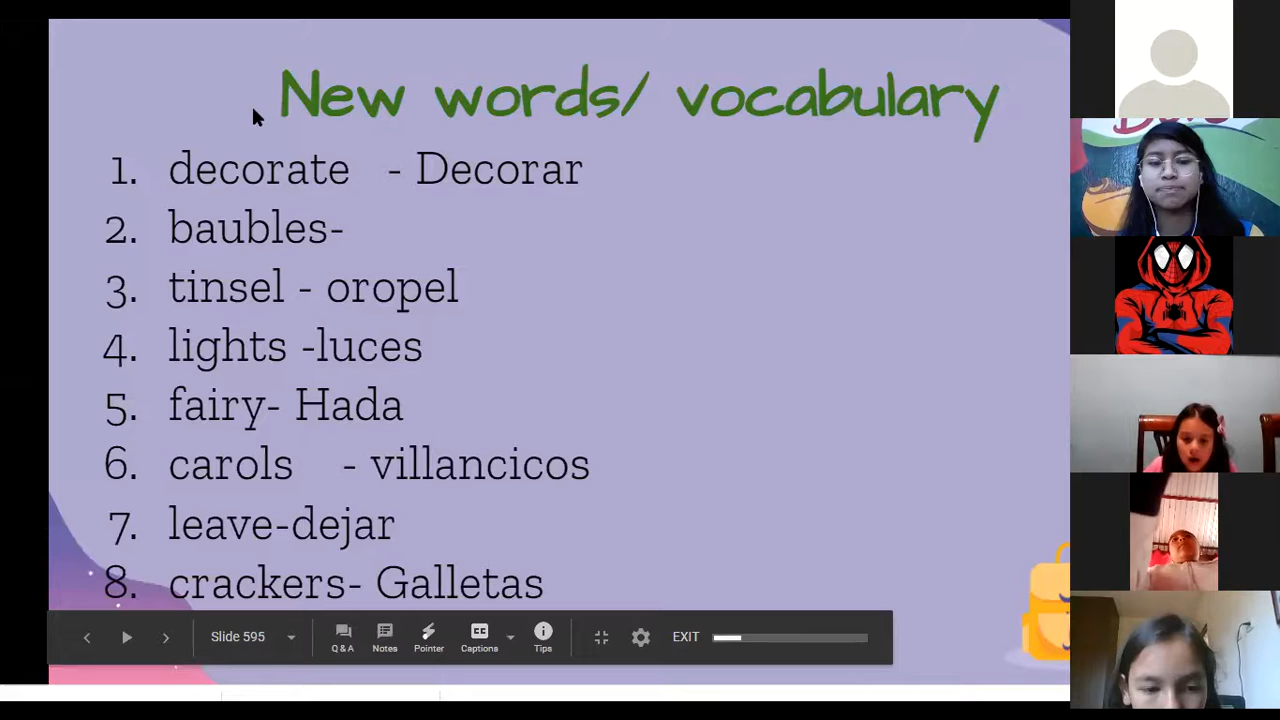 New words/ vocabulary
1. decorate - Decorar
2. baubles-
3. tinsel - oropel
4. lights -luces
5. fairy- Hada
6. carols - villancicos
7. leave-dejar
8. crackers- Galletas
Slide 595
Q & A
Notes
Pointer
CC
Captions
Tips
EXIT